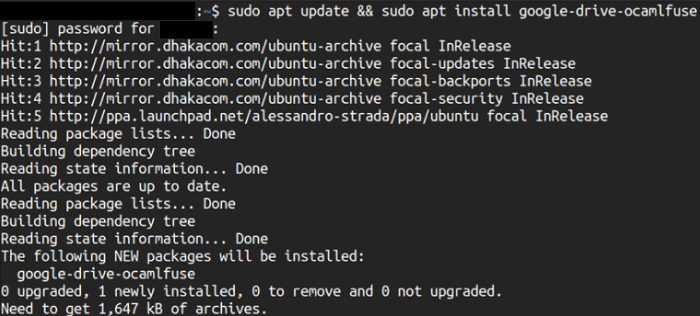 :~$ sudo apt update && sudo apt install google-drive-ocamlfuse
[sudo] password for :
Hit:1 http://mirror.dhakacom.com/ubuntu-archive focal InRelease
Hit:2 http://mirror.dhakacom.com/ubuntu-archive focal-updates InRelease
Hit:3 http://mirror.dhakacom.com/ubuntu-archive focal-backports InRelease
Hit:4 http://mirror.dhakacom.com/ubuntu-archive focal-security InRelease
Hit:5 http://ppa.launchpad.net/alessandro-strada/ppa/ubuntu focal InRelease
Reading package lists... Done
Building dependency tree
Reading state information... Done
All packages are up to date.
Reading package lists... Done
Building dependency tree
Reading state information... Done
The following NEW packages will be installed:
  google-drive-ocamlfuse
0 upgraded, 1 newly installed, 0 to remove and 0 not upgraded.
Need to get 1,647 kB of archives.